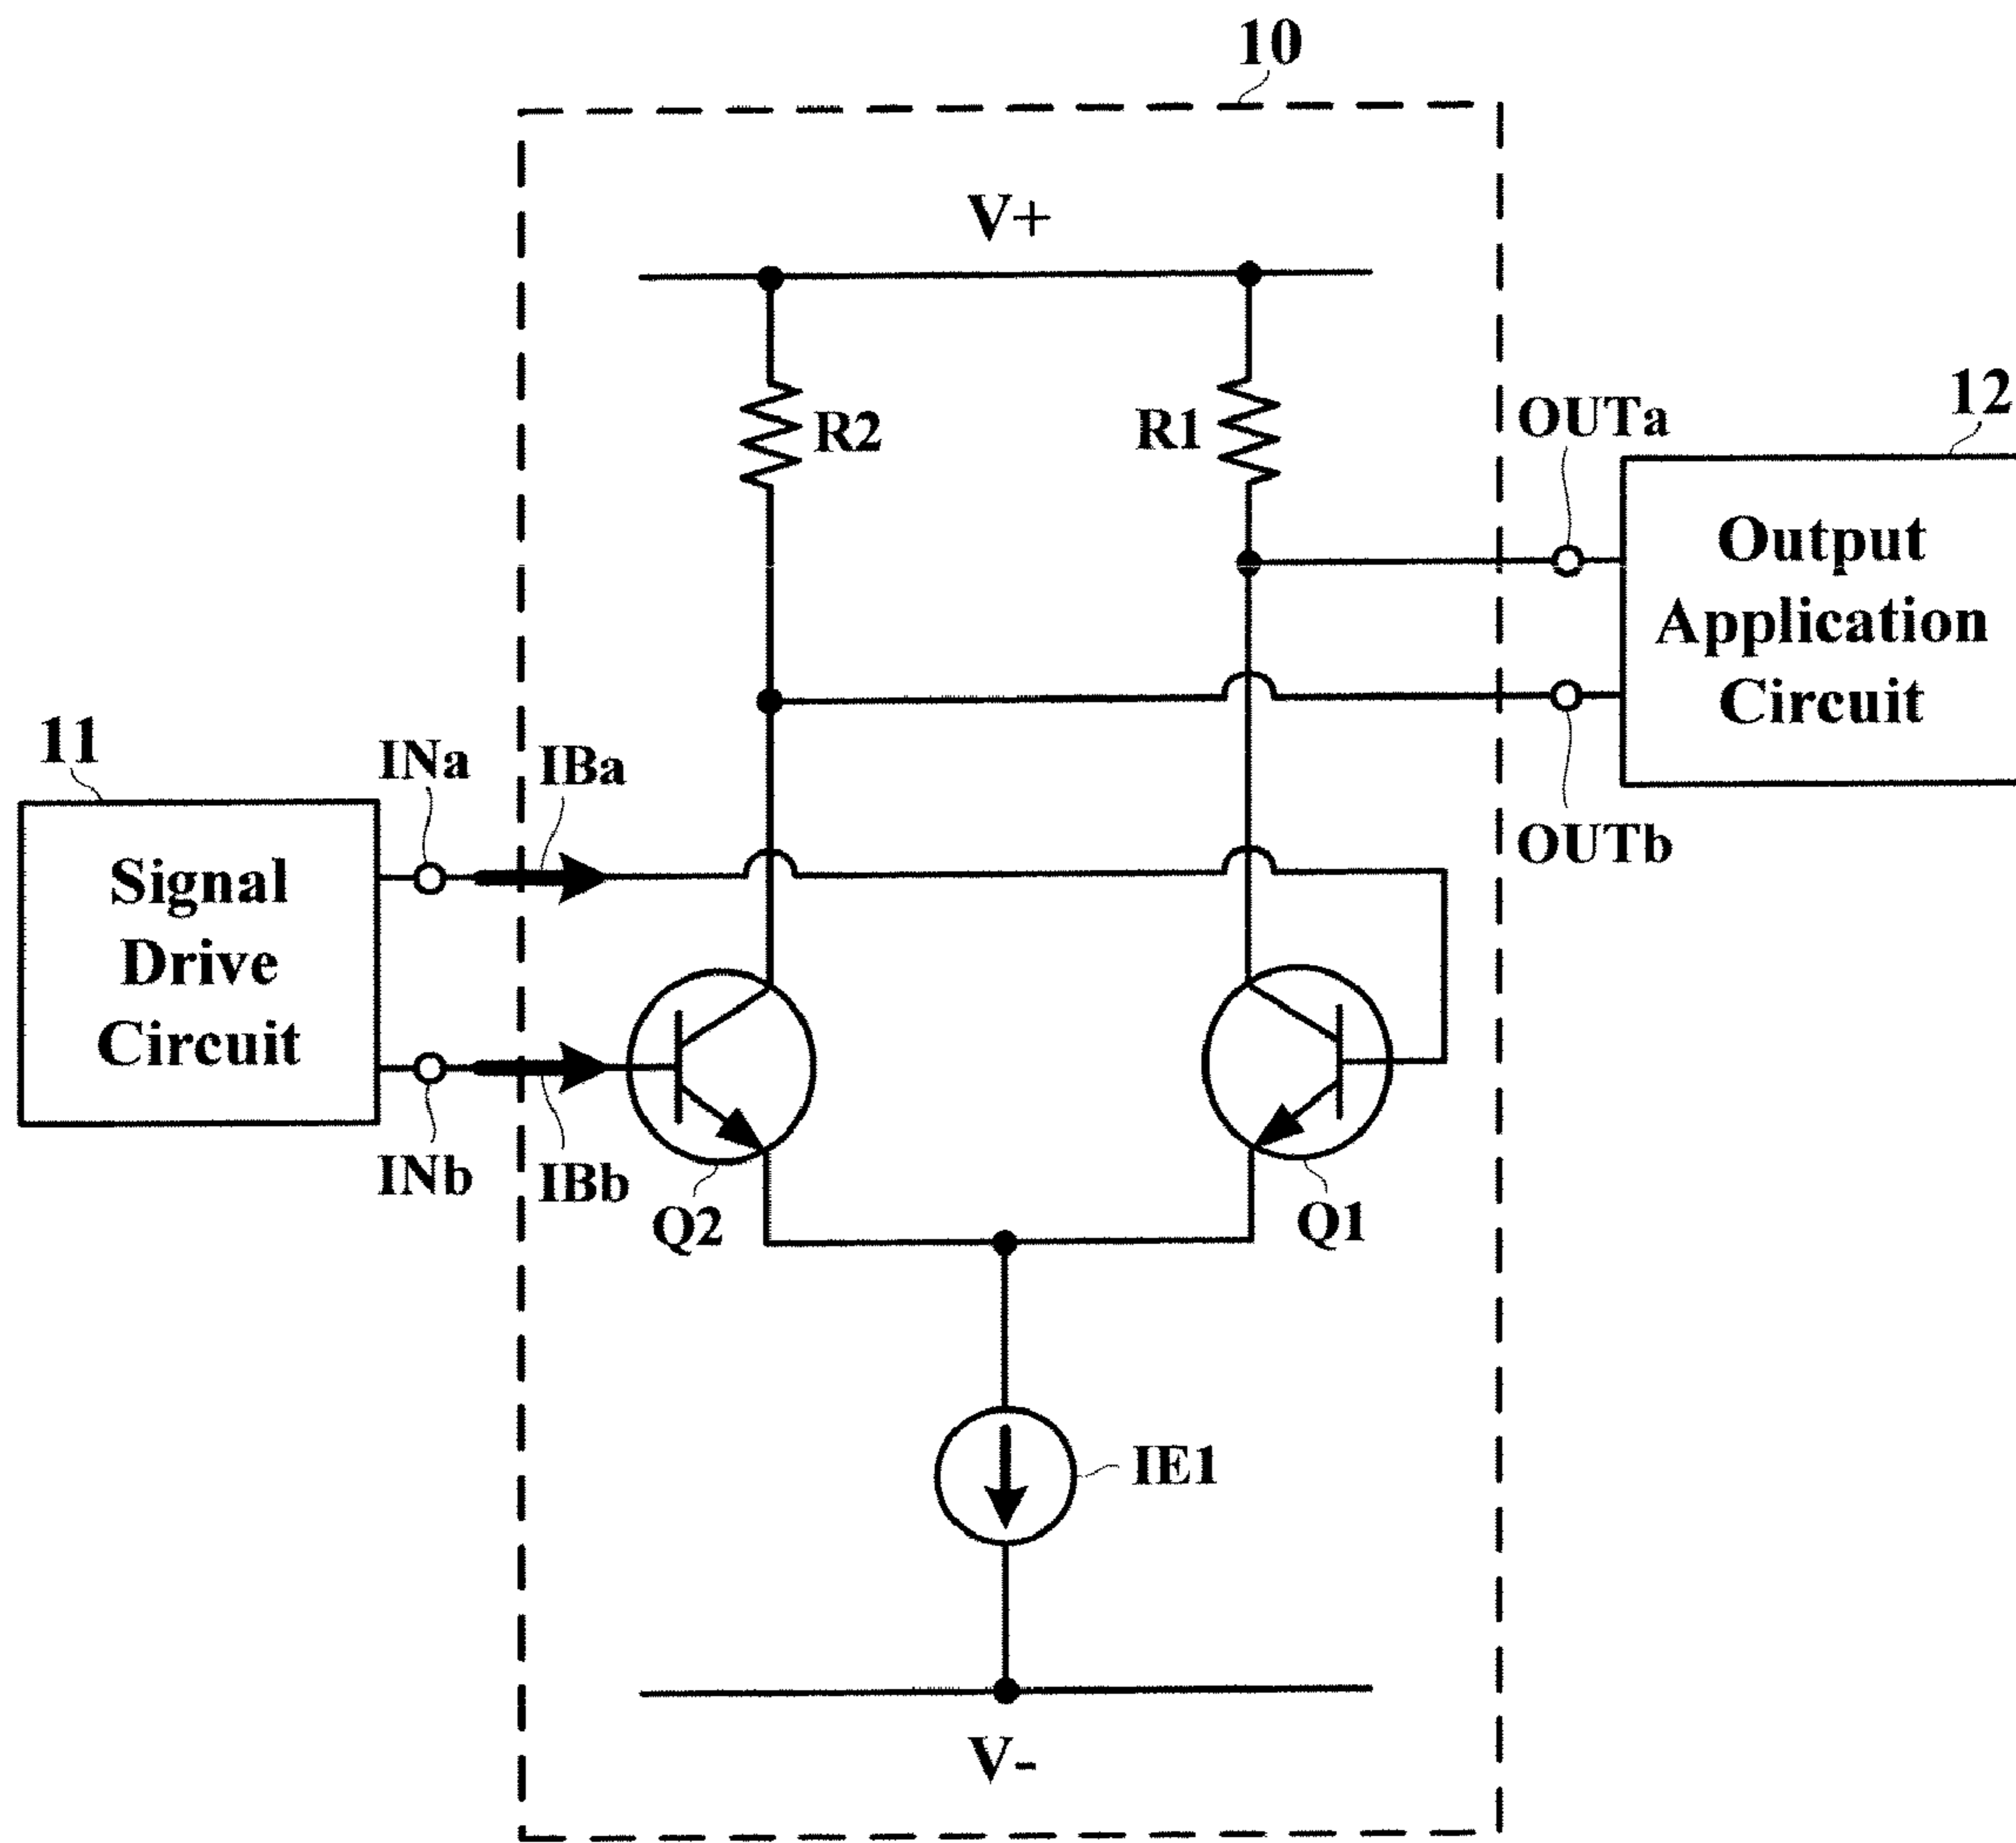 10
V+
R2
R1
OUTa
12
Output
Application
Circuit
OUTb
11
INa
IBa
Signal
Drive
Circuit
INb
IBb
Q2
Q1
IE1
V-